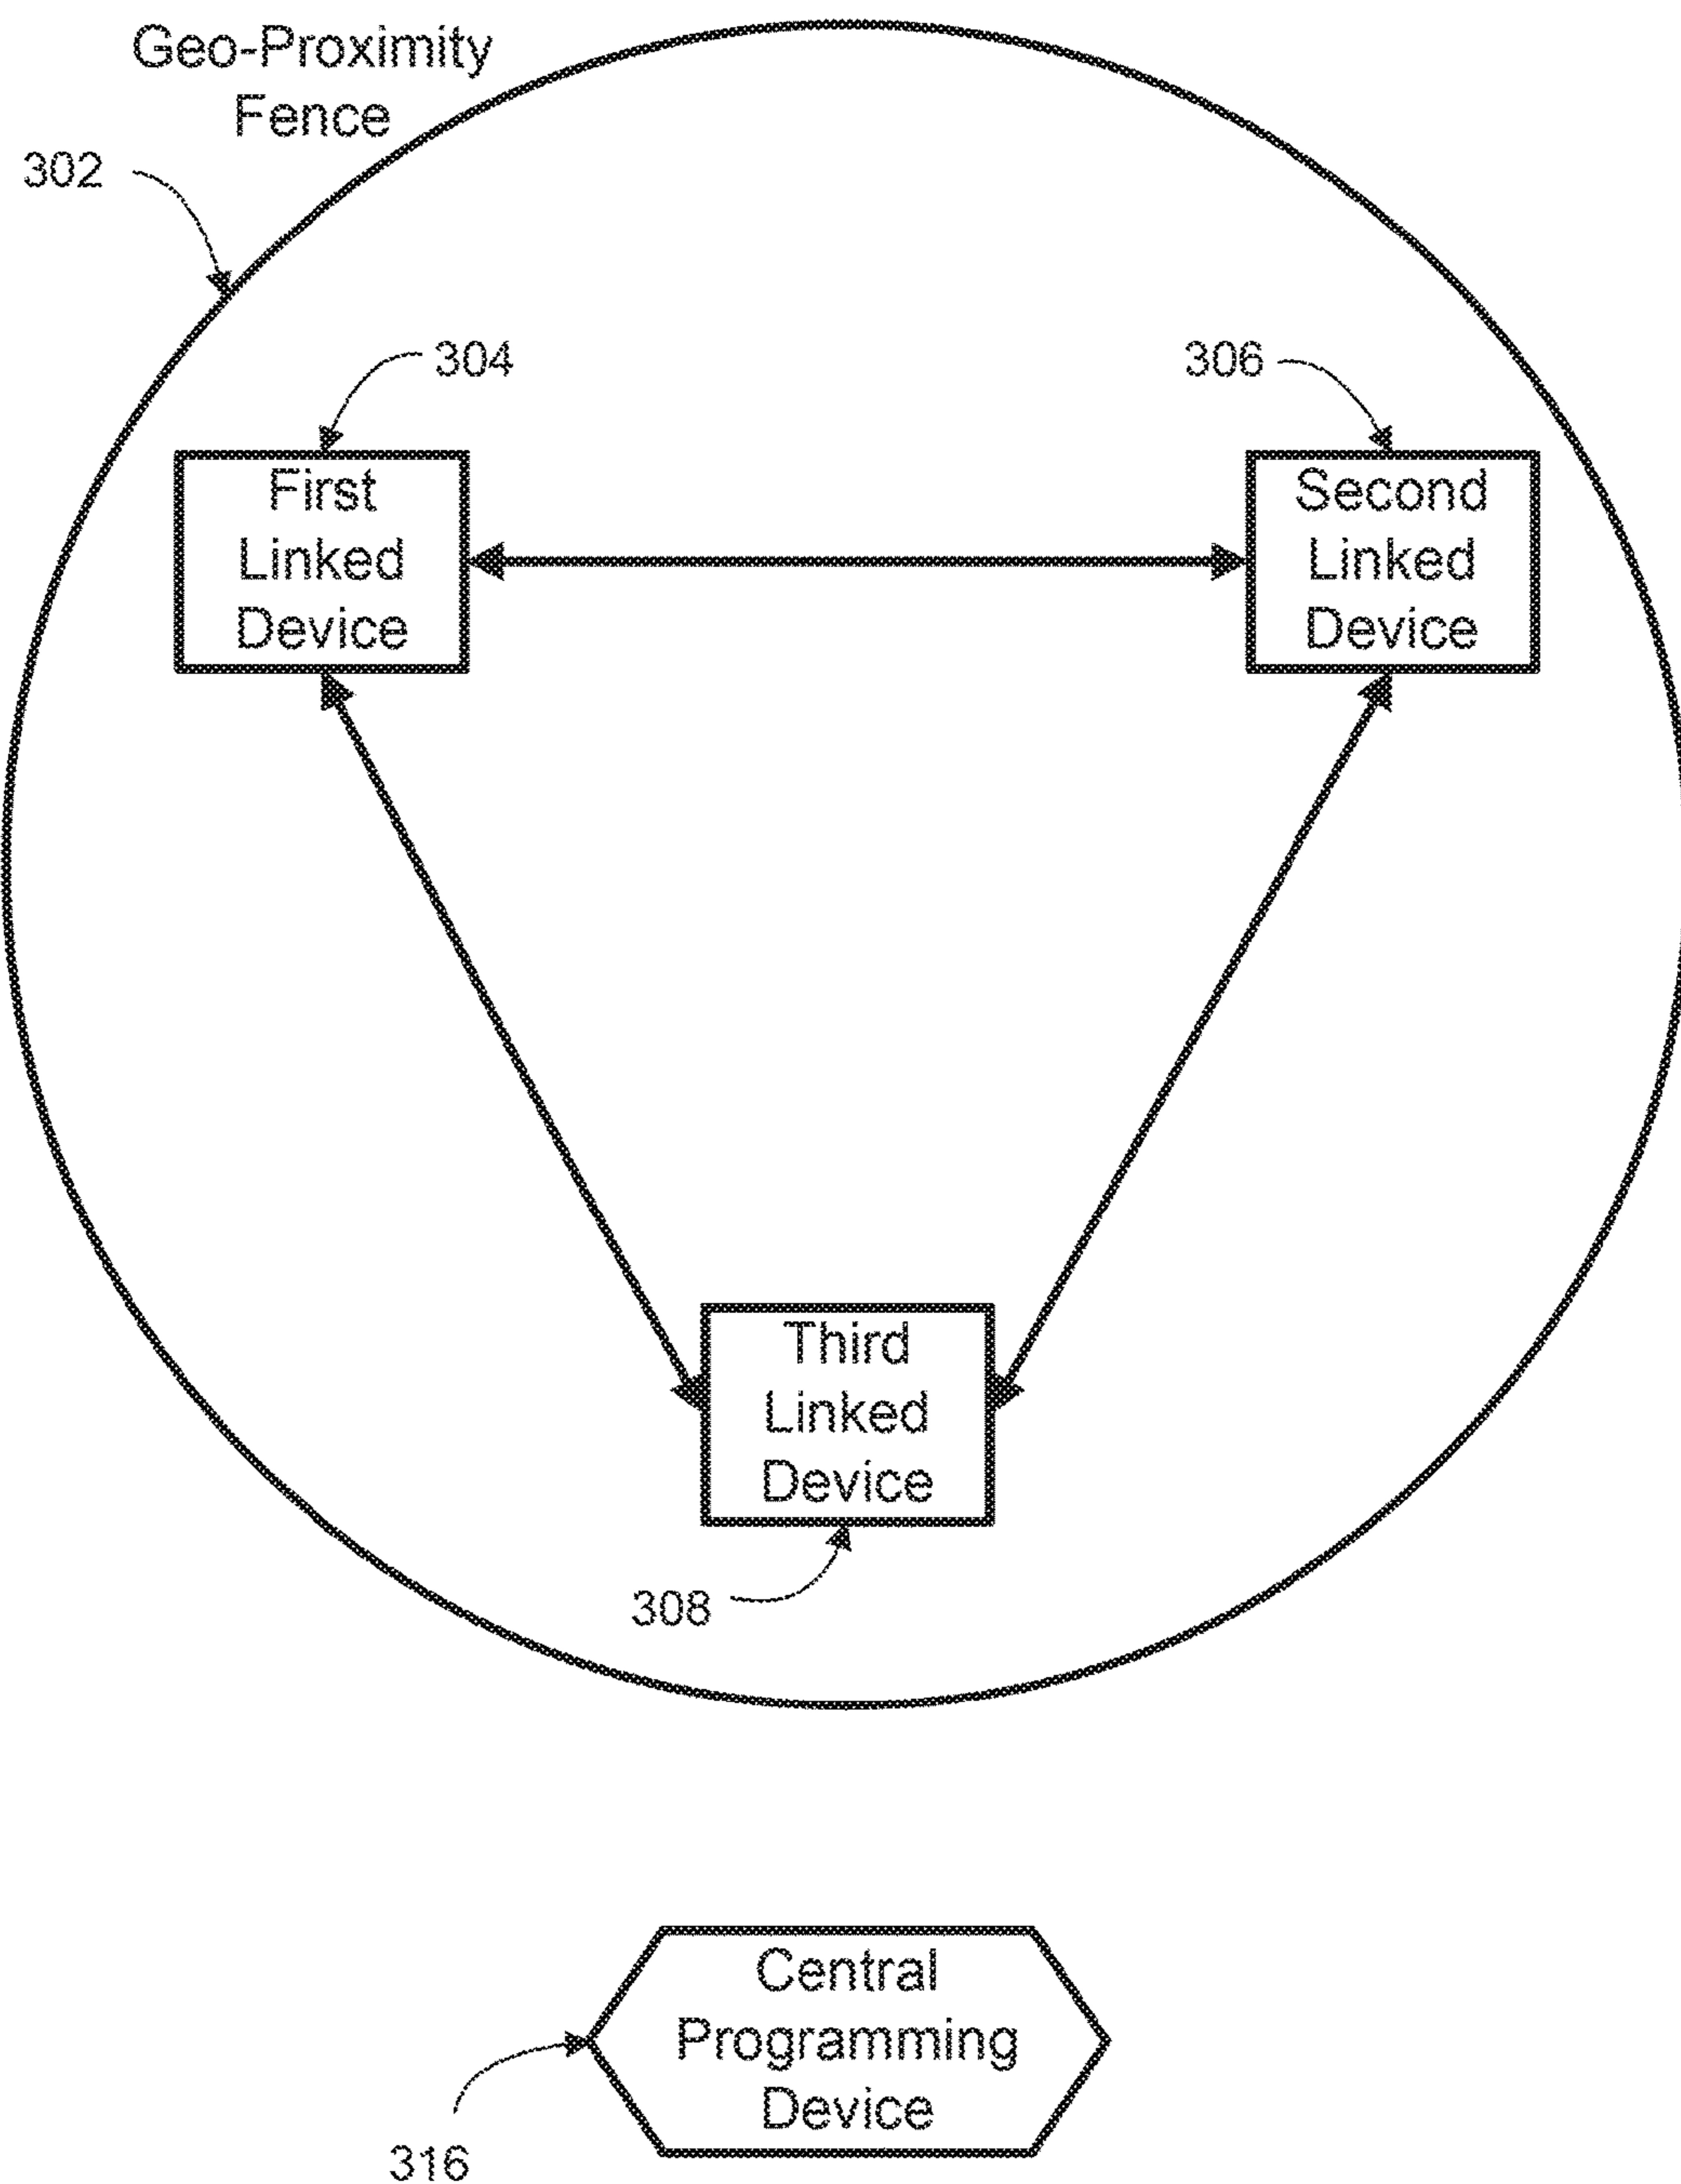 Geo-Proximity
Fence
302
304
306
First
Linked
Device
Second
Linked
Device
Third
Linked
Device
308
Central
Programming
Device
316